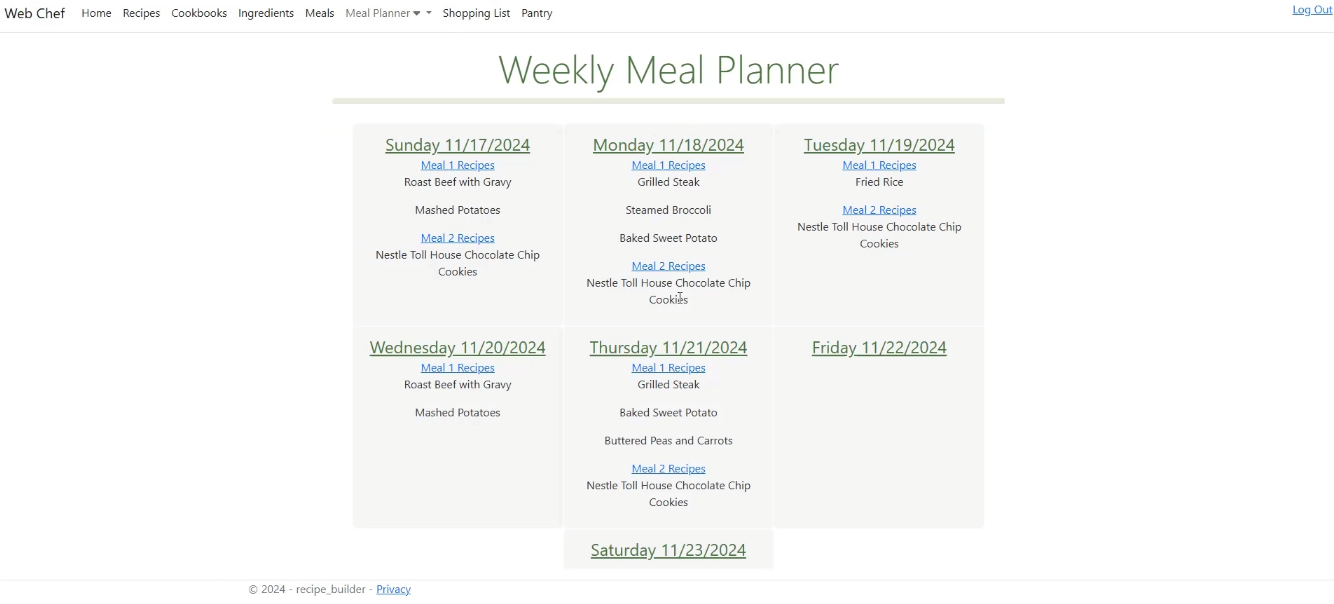 Web Chef Home Recipes Cookbooks Ingredients Meals Meal Planner Shopping List Pantry Log Out
Weekly Meal Planner
Sunday 11/17/2024
Meal 1 Recipes
Roast Beef with Gravy
Mashed Potatoes
Meal 2 Recipes
Nestle Toll House Chocolate Chip
Cookies
Monday 11/18/2024
Meal 1 Recipes
Grilled Steak
Steamed Broccoli
Baked Sweet Potato
Meal 2 Recipes
Nestle Toll House Chocolate Chip
Cookies
Tuesday 11/19/2024
Meal 1 Recipes
Fried Rice
Meal 2 Recipes
Nestle Toll House Chocolate Chip
Cookies
Wednesday 11/20/2024
Meal 1 Recipes
Roast Beef with Gravy
Mashed Potatoes
Thursday 11/21/2024
Meal 1 Recipes
Grilled Steak
Baked Sweet Potato
Buttered Peas and Carrots
Meal 2 Recipes
Nestle Toll House Chocolate Chip
Cookies
Friday 11/22/2024
Saturday 11/23/2024
© 2024 - recipe_builder - Privacy